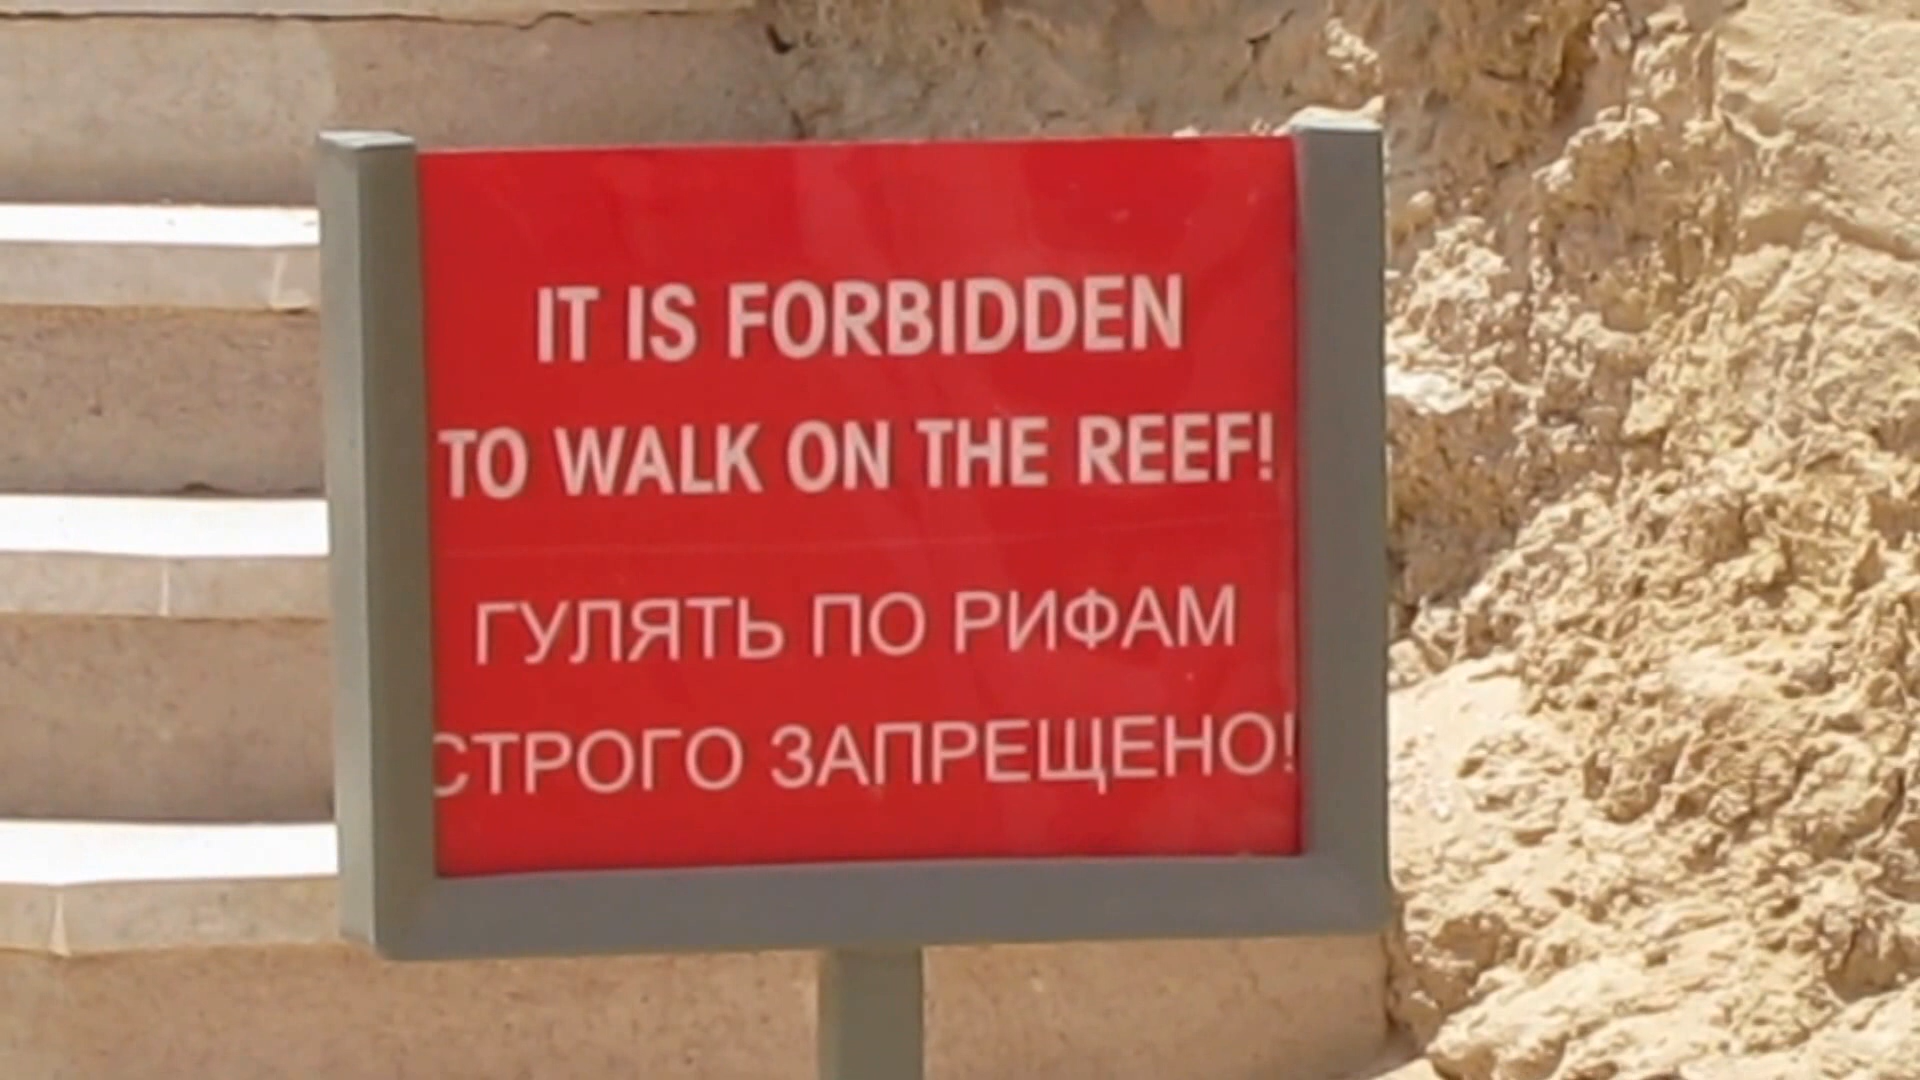 IT IS FORBIDDEN
TO WALK ON THE REEF!
ГУЛЯТЬ ПО РИФАМ
СТРОГО ЗАПРЕЩЕНО!